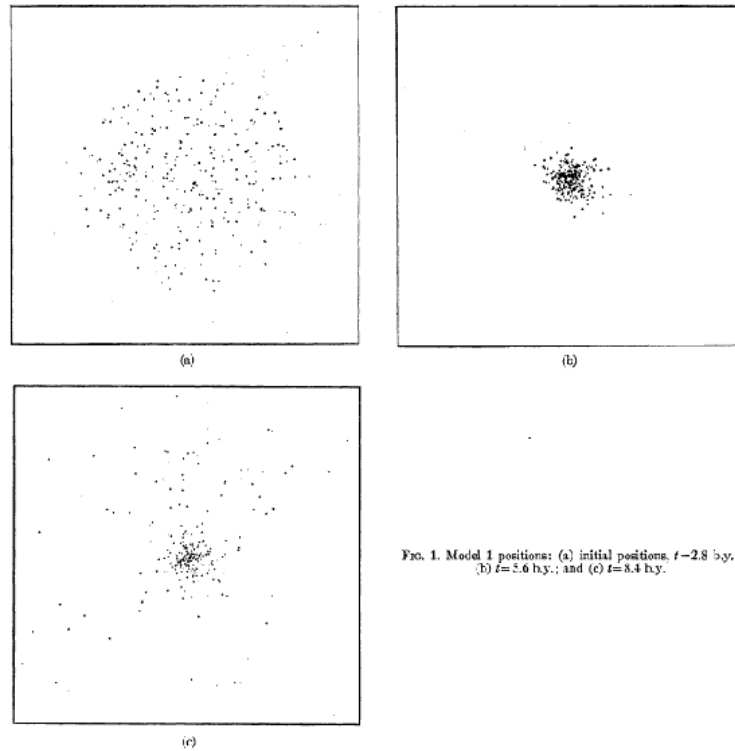 (a)
(b)
(c)
FIG. 1. Model 1 positions: (a) initial positions, t=2.8 b.y.
(b) t=5.6 b.y.; and (c) t=8.4 b.y.